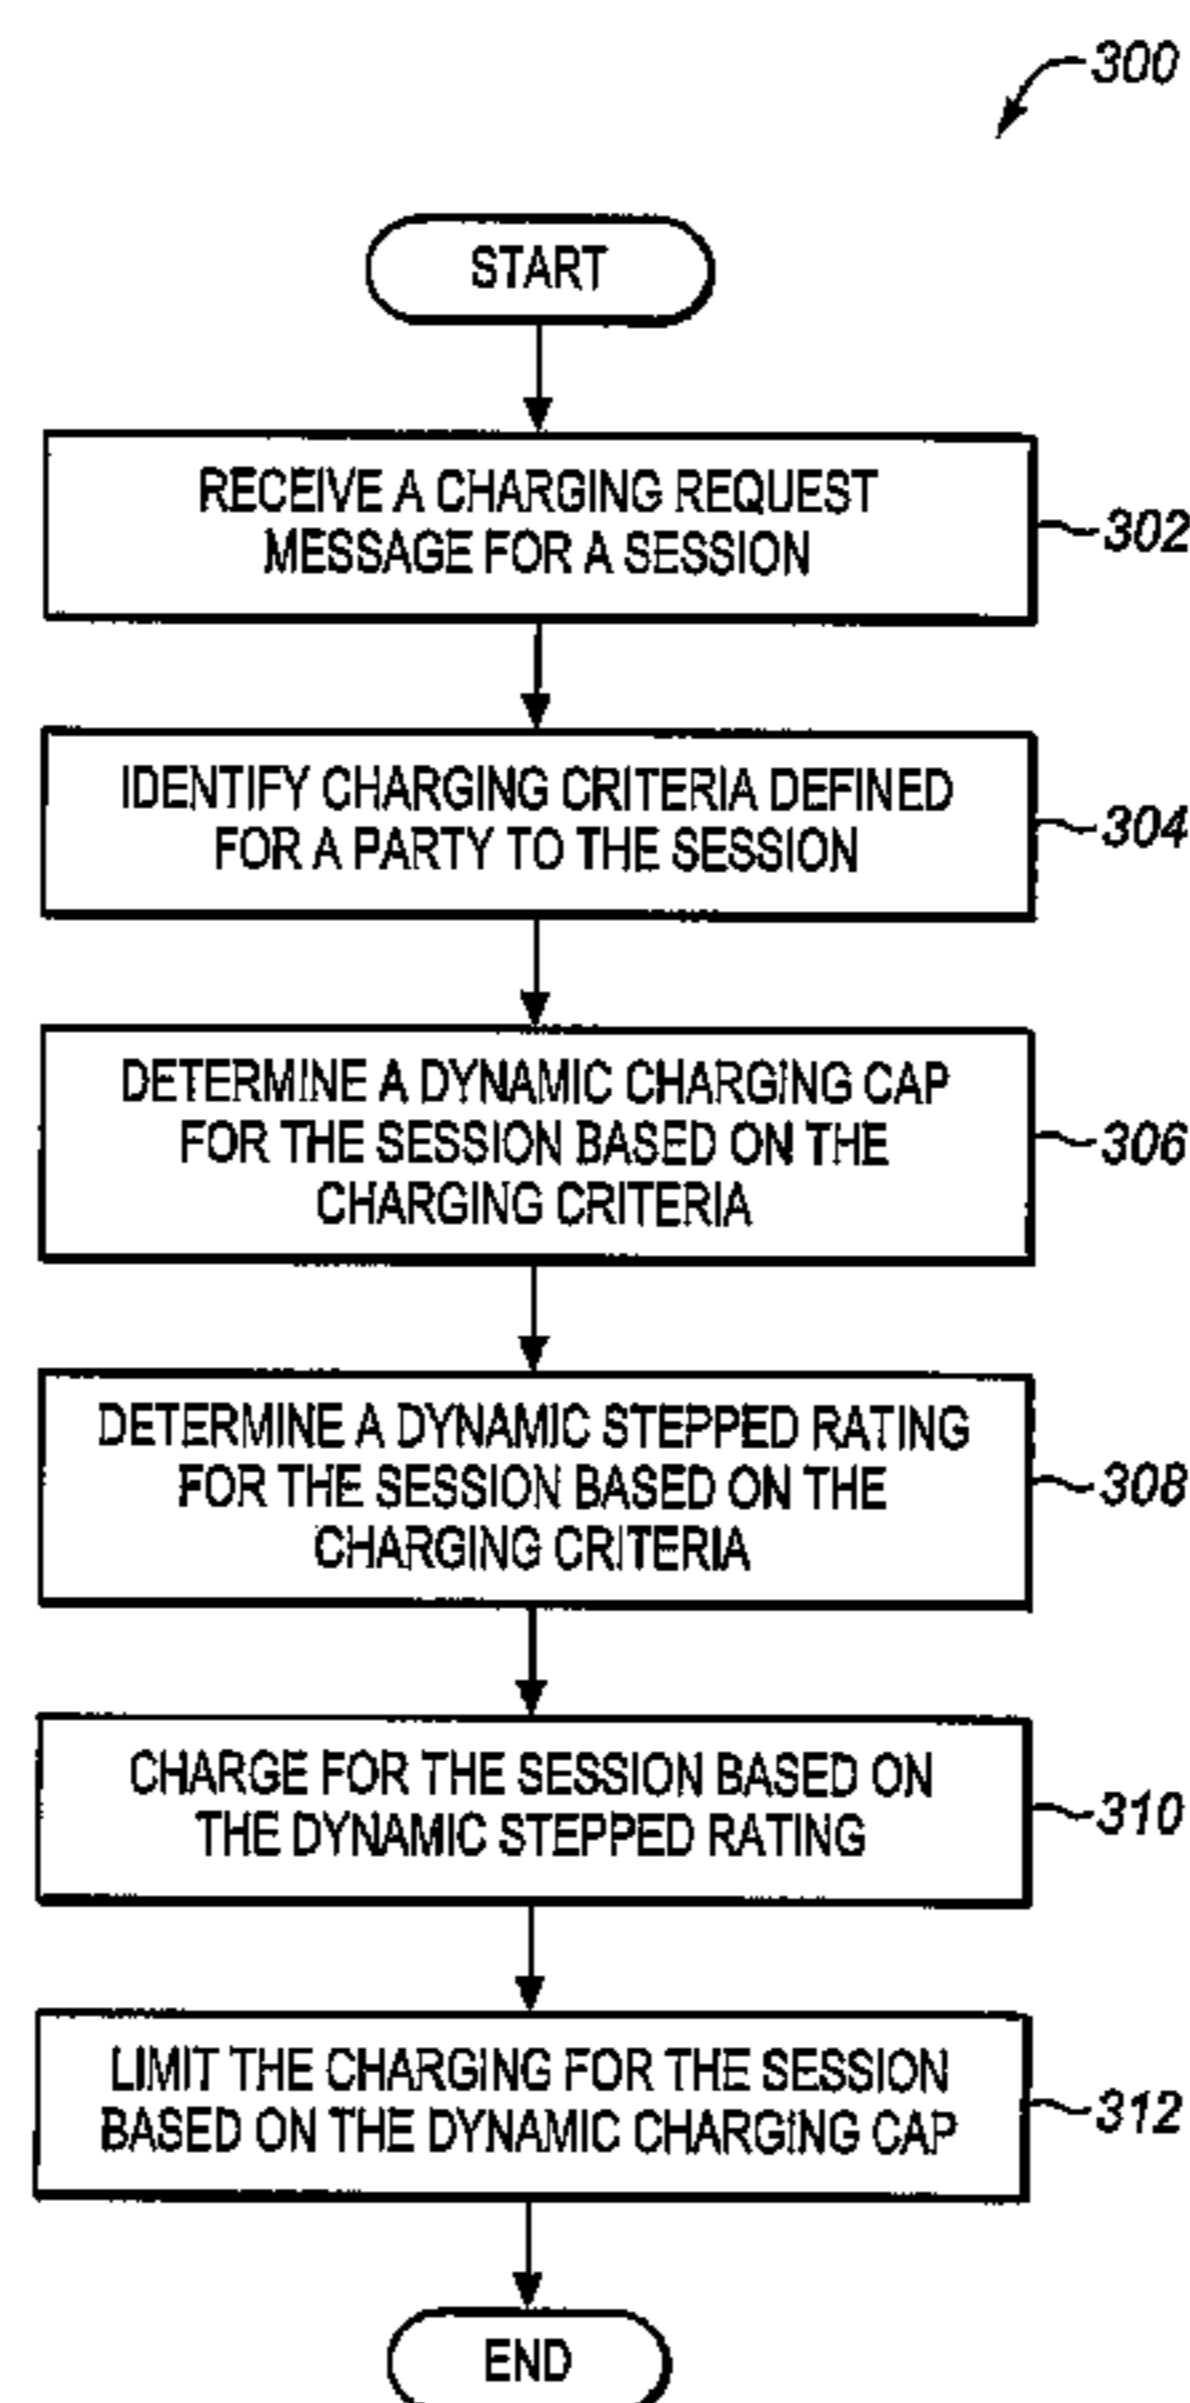 300
START
RECEIVE A CHARGING REQUEST
MESSAGE FOR A SESSION
302
IDENTIFY CHARGING CRITERIA DEFINED
FOR A PARTY TO THE SESSION
304
DETERMINE A DYNAMIC CHARGING CAP
FOR THE SESSION BASED ON THE
CHARGING CRITERIA
306
DETERMINE A DYNAMIC STEPPED RATING
FOR THE SESSION BASED ON THE
CHARGING CRITERIA
308
CHARGE FOR THE SESSION BASED ON
THE DYNAMIC STEPPED RATING
310
LIMIT THE CHARGING FOR THE SESSION
BASED ON THE DYNAMIC CHARGING CAP
312
END